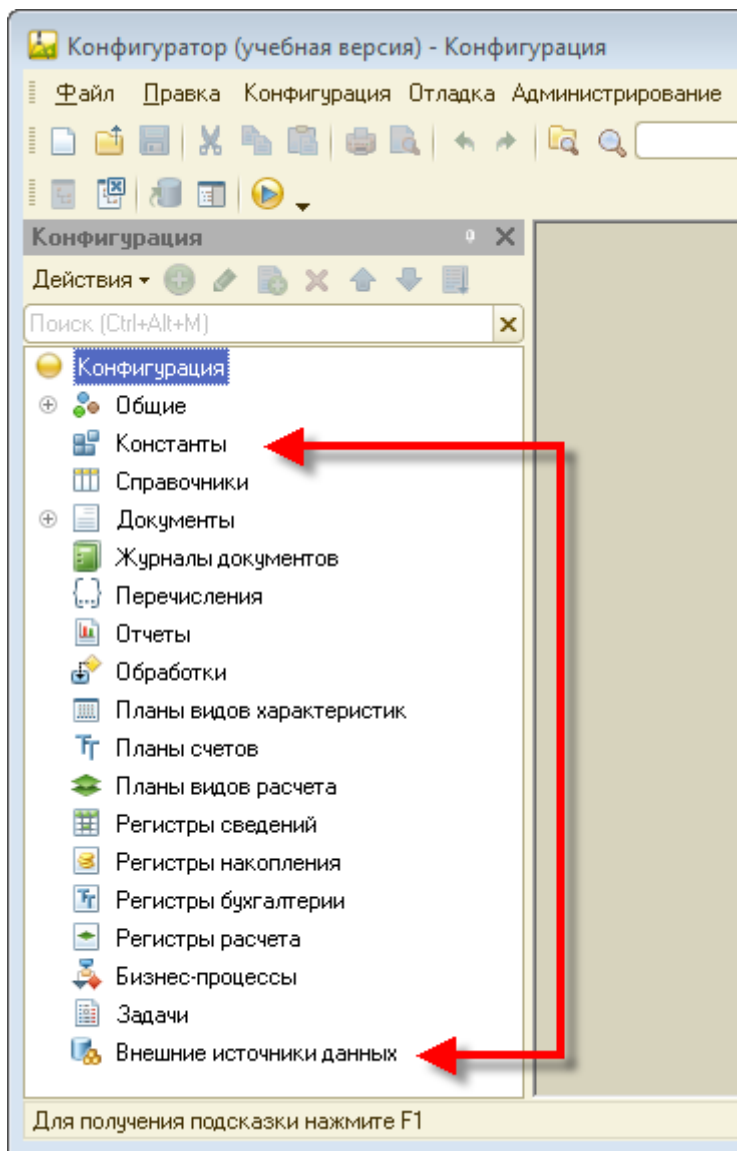 Конфигуратор (учебная версия) - Конфигурация
Файл Правка Конфигурация Отладка Администрирование
Конфигурация
Действия
Поиск (Ctrl+Alt+M)
Конфигурация
Общие
Константы
Справочники
Документы
Журналы документов
Перечисления
Отчеты
Обработки
Планы видов характеристик
Планы счетов
Планы видов расчета
Регистры сведений
Регистры накопления
Регистры бухгалтерии
Регистры расчета
Бизнес-процессы
Задачи
Внешние источники данных
Для получения подсказки нажмите F1